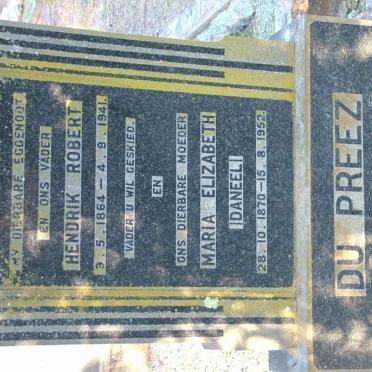 MY DIERBARE EGGENOOT
EN ONS VADER
HENDRIK ROBERT
3.5.1864–4.9.1941.
VADER U WIL GESKIED.
EN
ONS DIERBARE MOEDER
MARIA ELIZABETH
(DANEEL)
28.10.1870–15.8.1952.
DU PREEZ